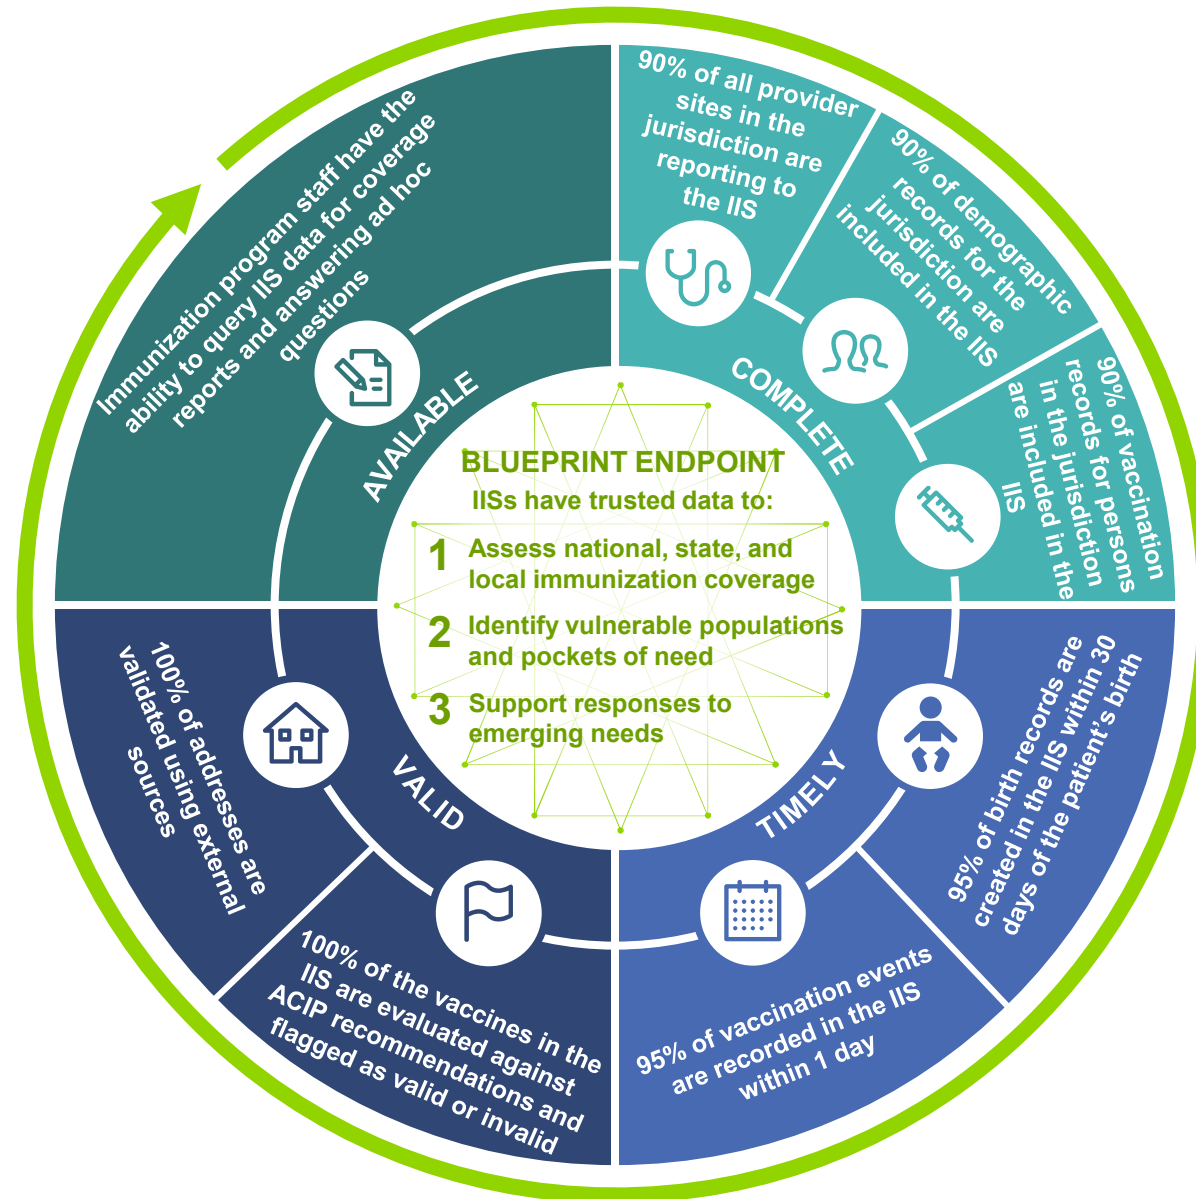 BLUEPRINT ENDPOINT
IISs have trusted data to:
1 Assess national, state, and
local immunization coverage
2 Identify vulnerable populations
and pockets of need
3 Support responses to
emerging needs
COMPLETE
90% of all provider
sites in the
jurisdiction are
reporting to
the IIS
90% of demographic
records for the
jurisdiction are
included in the IIS
90% of vaccination
records for persons
in the jurisdiction
are included in the
IIS
TIMELY
95% of birth records are
created in the IIS within 30
days of the patient’s birth
95% of vaccination events
are recorded in the IIS
within 1 day
VALID
100% of the vaccines in the
IIS are evaluated against
ACIP recommendations and
flagged as valid or invalid
100% of addresses are
validated using external
sources
AVAILABLE
Immunization program staff have the
ability to query IIS data for coverage
reports and answering ad hoc
questions